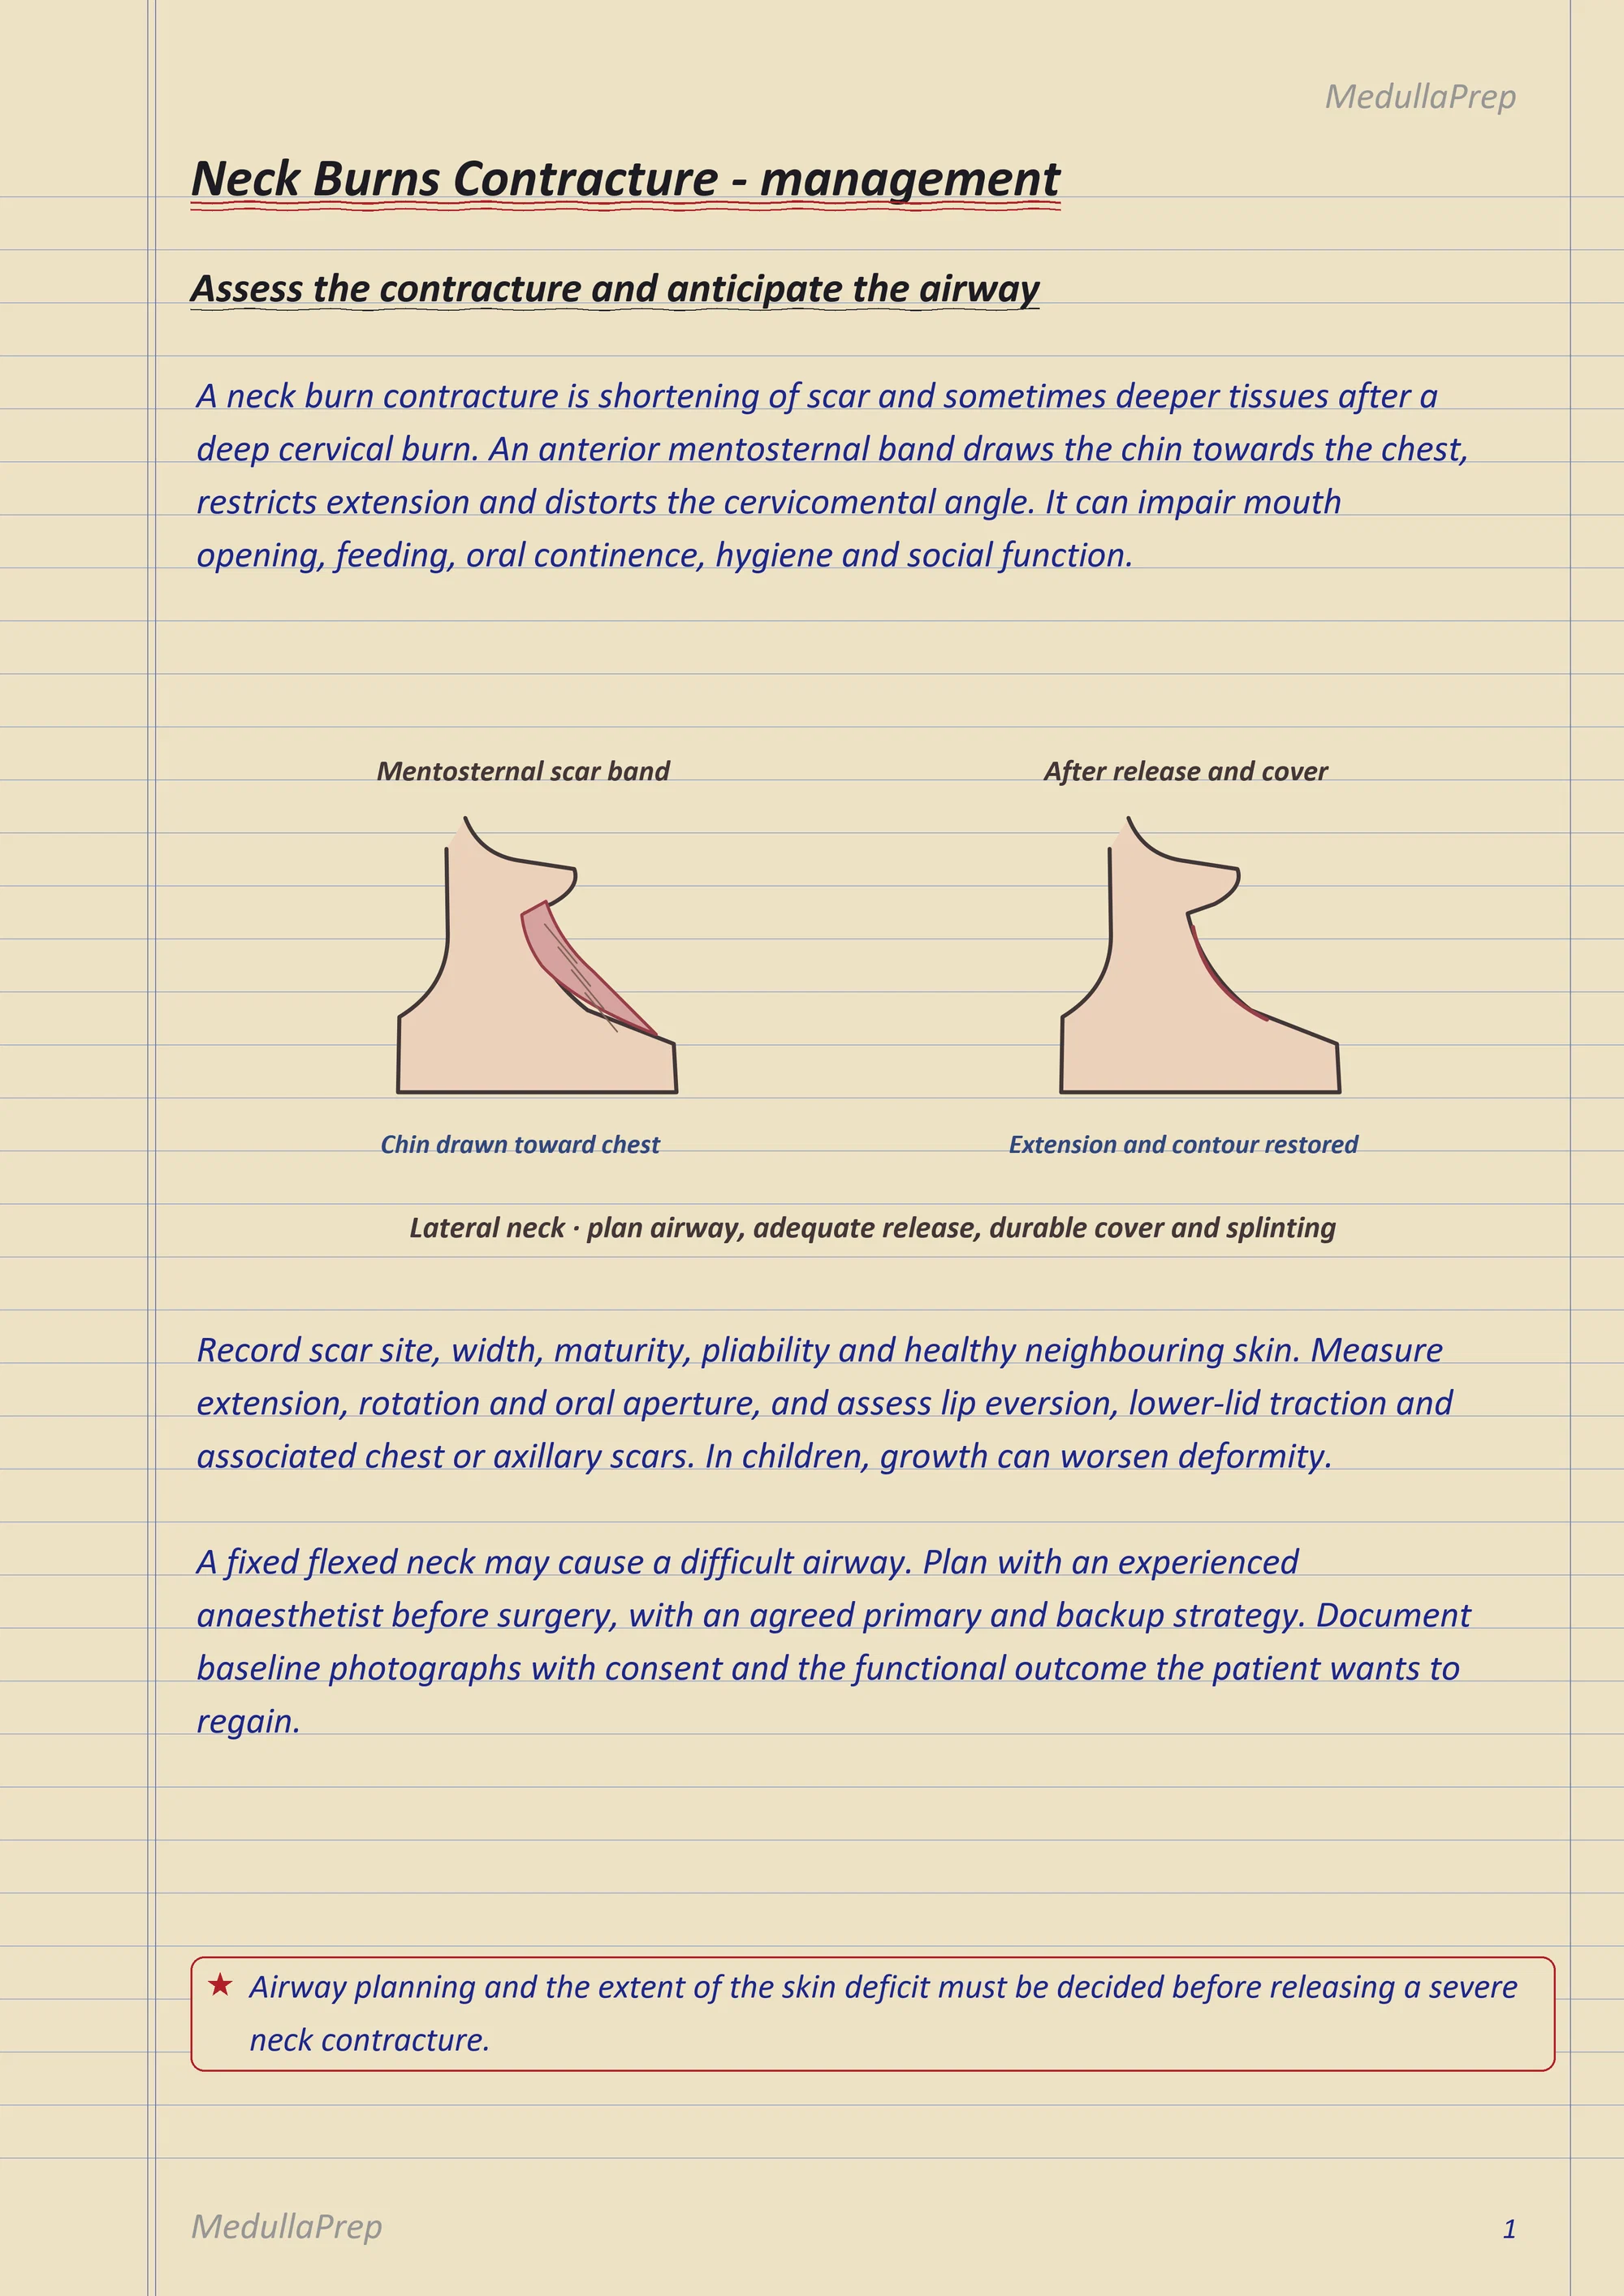 MedullaPrep
Neck Burns Contracture - management
Assess the contracture and anticipate the airway
A neck burn contracture is shortening of scar and sometimes deeper tissues after a
deep cervical burn. An anterior mentosternal band draws the chin towards the chest,
restricts extension and distorts the cervicomental angle. It can impair mouth
opening, feeding, oral continence, hygiene and social function.
Mentosternal scar band
After release and cover
Chin drawn toward chest
Extension and contour restored
Lateral neck · plan airway, adequate release, durable cover and splinting
Record scar site, width, maturity, pliability and healthy neighbouring skin. Measure
extension, rotation and oral aperture, and assess lip eversion, lower-lid traction and
associated chest or axillary scars. In children, growth can worsen deformity.
A fixed flexed neck may cause a difficult airway. Plan with an experienced
anaesthetist before surgery, with an agreed primary and backup strategy. Document
baseline photographs with consent and the functional outcome the patient wants to
regain.
★ Airway planning and the extent of the skin deficit must be decided before releasing a severe
neck contracture.
MedullaPrep
1